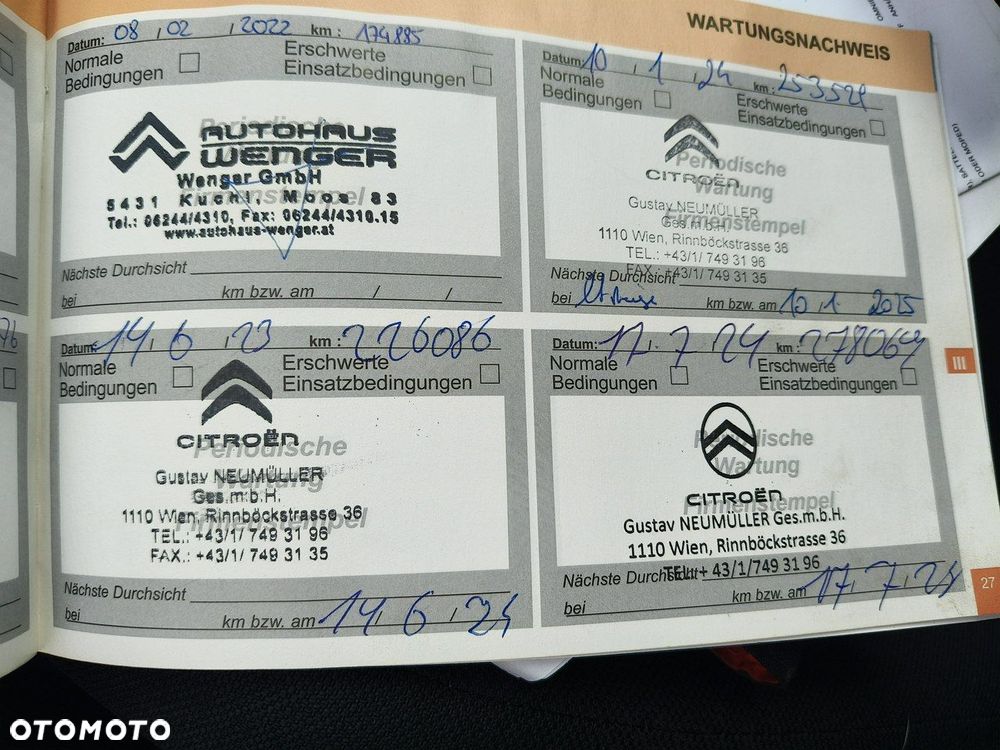 WARTUNGSNACHWEIS
Datum: 08 / 02 / 2022 km: 174885
Normale Bedingungen
Erschwerte Einsatzbedingungen
Periodische
Firmenstempel
AUTOHAUS
WENGER
Wenger GmbH
5431 Kuchl, Moos 83
Tel.: 06244/4310, Fax: 06244/4310.15
www.autohaus-wenger.at
Nächste Durchsicht
bei km bzw. am / /
Datum: 10 / 1 / 24 km: 253529
Normale Bedingungen
Erschwerte Einsatzbedingungen
Periodische
Wartung
Firmenstempel
CITROËN
Gustav NEUMÜLLER
Ges.m.b.H.
1110 Wien, Rinnböckstrasse 36
TEL.: +43/1/ 749 31 96
FAX.: +43/1/ 749 31 35
Nächste Durchsicht
bei km bzw. am 10 / 1 / 2025
Datum: 14 / 6 / 23 km: 226086
Normale Bedingungen
Erschwerte Einsatzbedingungen
Periodische
Wartung
Firmenstempel
CITROËN
Gustav NEUMÜLLER
Ges.m.b.H.
1110 Wien, Rinnböckstrasse 36
TEL.: +43/1/ 749 31 96
FAX.: +43/1/ 749 31 35
Nächste Durchsicht
bei km bzw. am 14 / 6 / 24
Datum: 17 / 7 / 24 km: 278069
Normale Bedingungen
Erschwerte Einsatzbedingungen
Periodische
Wartung
Firmenstempel
CITROËN
Gustav NEUMÜLLER Ges.m.b.H.
1110 Wien, Rinnböckstrasse 36
TEL.: + 43/1/749 31 96
Nächste Durchsicht
bei km bzw. am 17 / 7 / 25
III
27
ODER MOPED)
OTOMOTO